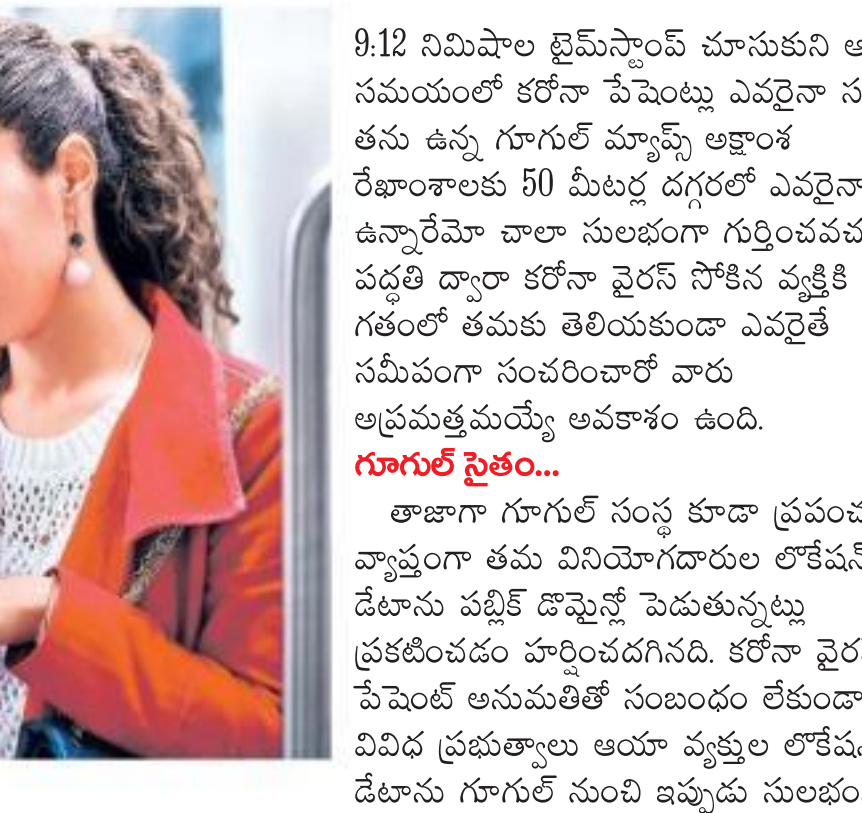 9:12 నిమిషాల టైమ్‌స్టాంప్ చూసుకుని
సమయంలో కరోనా పేషెంట్లు ఎవరైనా
తను ఉన్న గూగుల్ మ్యాప్స్ అక్షాంశ
రేఖాంశాలకు 50 మీటర్ల దగ్గరలో ఎవరైనా
ఉన్నారేమో చాలా సులభంగా
పద్ధతి ద్వారా కరోనా వైరస్ సోకిన వ్యక్తికి
గతంలో తమకు తెలియకుండా ఎవరైతే
సమీపంగా సంచరించారో వారు
అప్రమత్తమయ్యే అవకాశం ఉంది.
గూగుల్ సైతం...
తాజాగా గూగుల్ సంస్థ కూడా ప్రపంచ
వ్యాప్తంగా తమ వినియోగదారుల లొకేషన్
డేటాను పబ్లిక్ డొమైన్లో పెడుతున్నట్లు
ప్రకటించడం హర్షించదగినది. కరోనా
పేషెంట్ అనుమతితో సంబంధం లేకుండా
వివిధ ప్రభుత్వాలు ఆయా వ్యక్తుల
డేటాను గూగుల్ నుంచి ఇప్పుడు